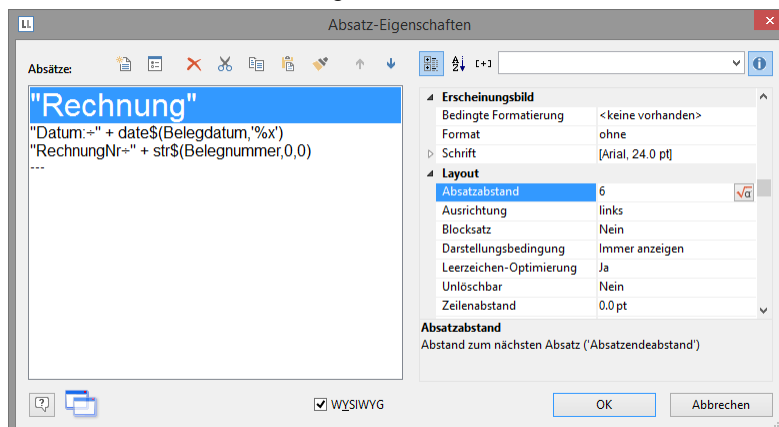 LL Absatz-Eigenschaften
Absätze:
"Rechnung"
"Datum:÷" + date$(Belegdatum,'%x')
"RechnungNr÷" + str$(Belegnummer,0,0)
---
WYSIWYG
Erscheinungsbild
Bedingte Formatierung <keine vorhanden>
Format ohne
Schrift [Arial, 24.0 pt]
Layout
Absatzabstand 6
Ausrichtung links
Blocksatz Nein
Darstellungsbedingung Immer anzeigen
Leerzeichen-Optimierung Ja
Unlöschbar Nein
Zeilenabstand 0.0 pt
Absatzabstand
Abstand zum nächsten Absatz ('Absatzendeabstand')
OK Abbrechen